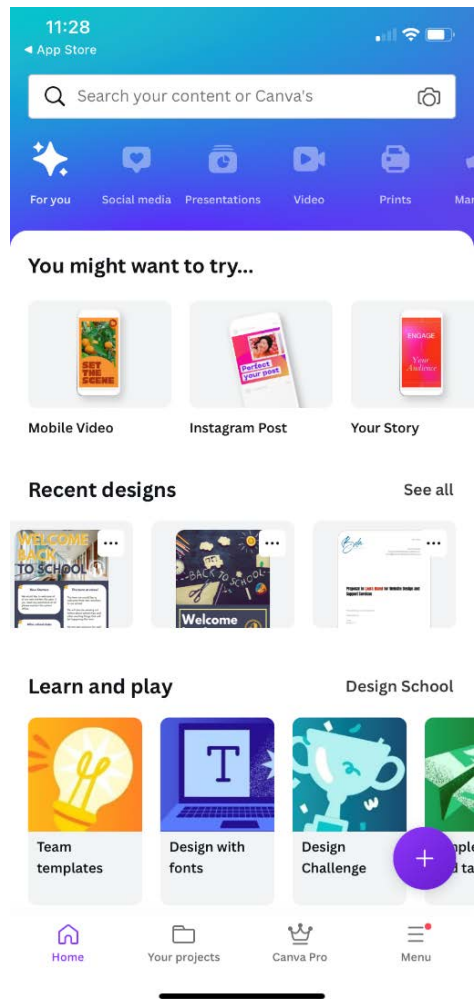 11:28
App Store
Search your content or Canva's
For you Social media Presentations Video Prints Mar
You might want to try...
SET
THE
SCENE
Perfect
your post
ENGAGE
Your
Audience
Mobile Video Instagram Post Your Story
Recent designs See all
WELCOME
BACK
TO SCHOOL
BACK TO SCHOOL
Welcome
Learn and play Design School
T
Team
templates
Design with
fonts
Design
Challenge
Home Your projects Canva Pro Menu